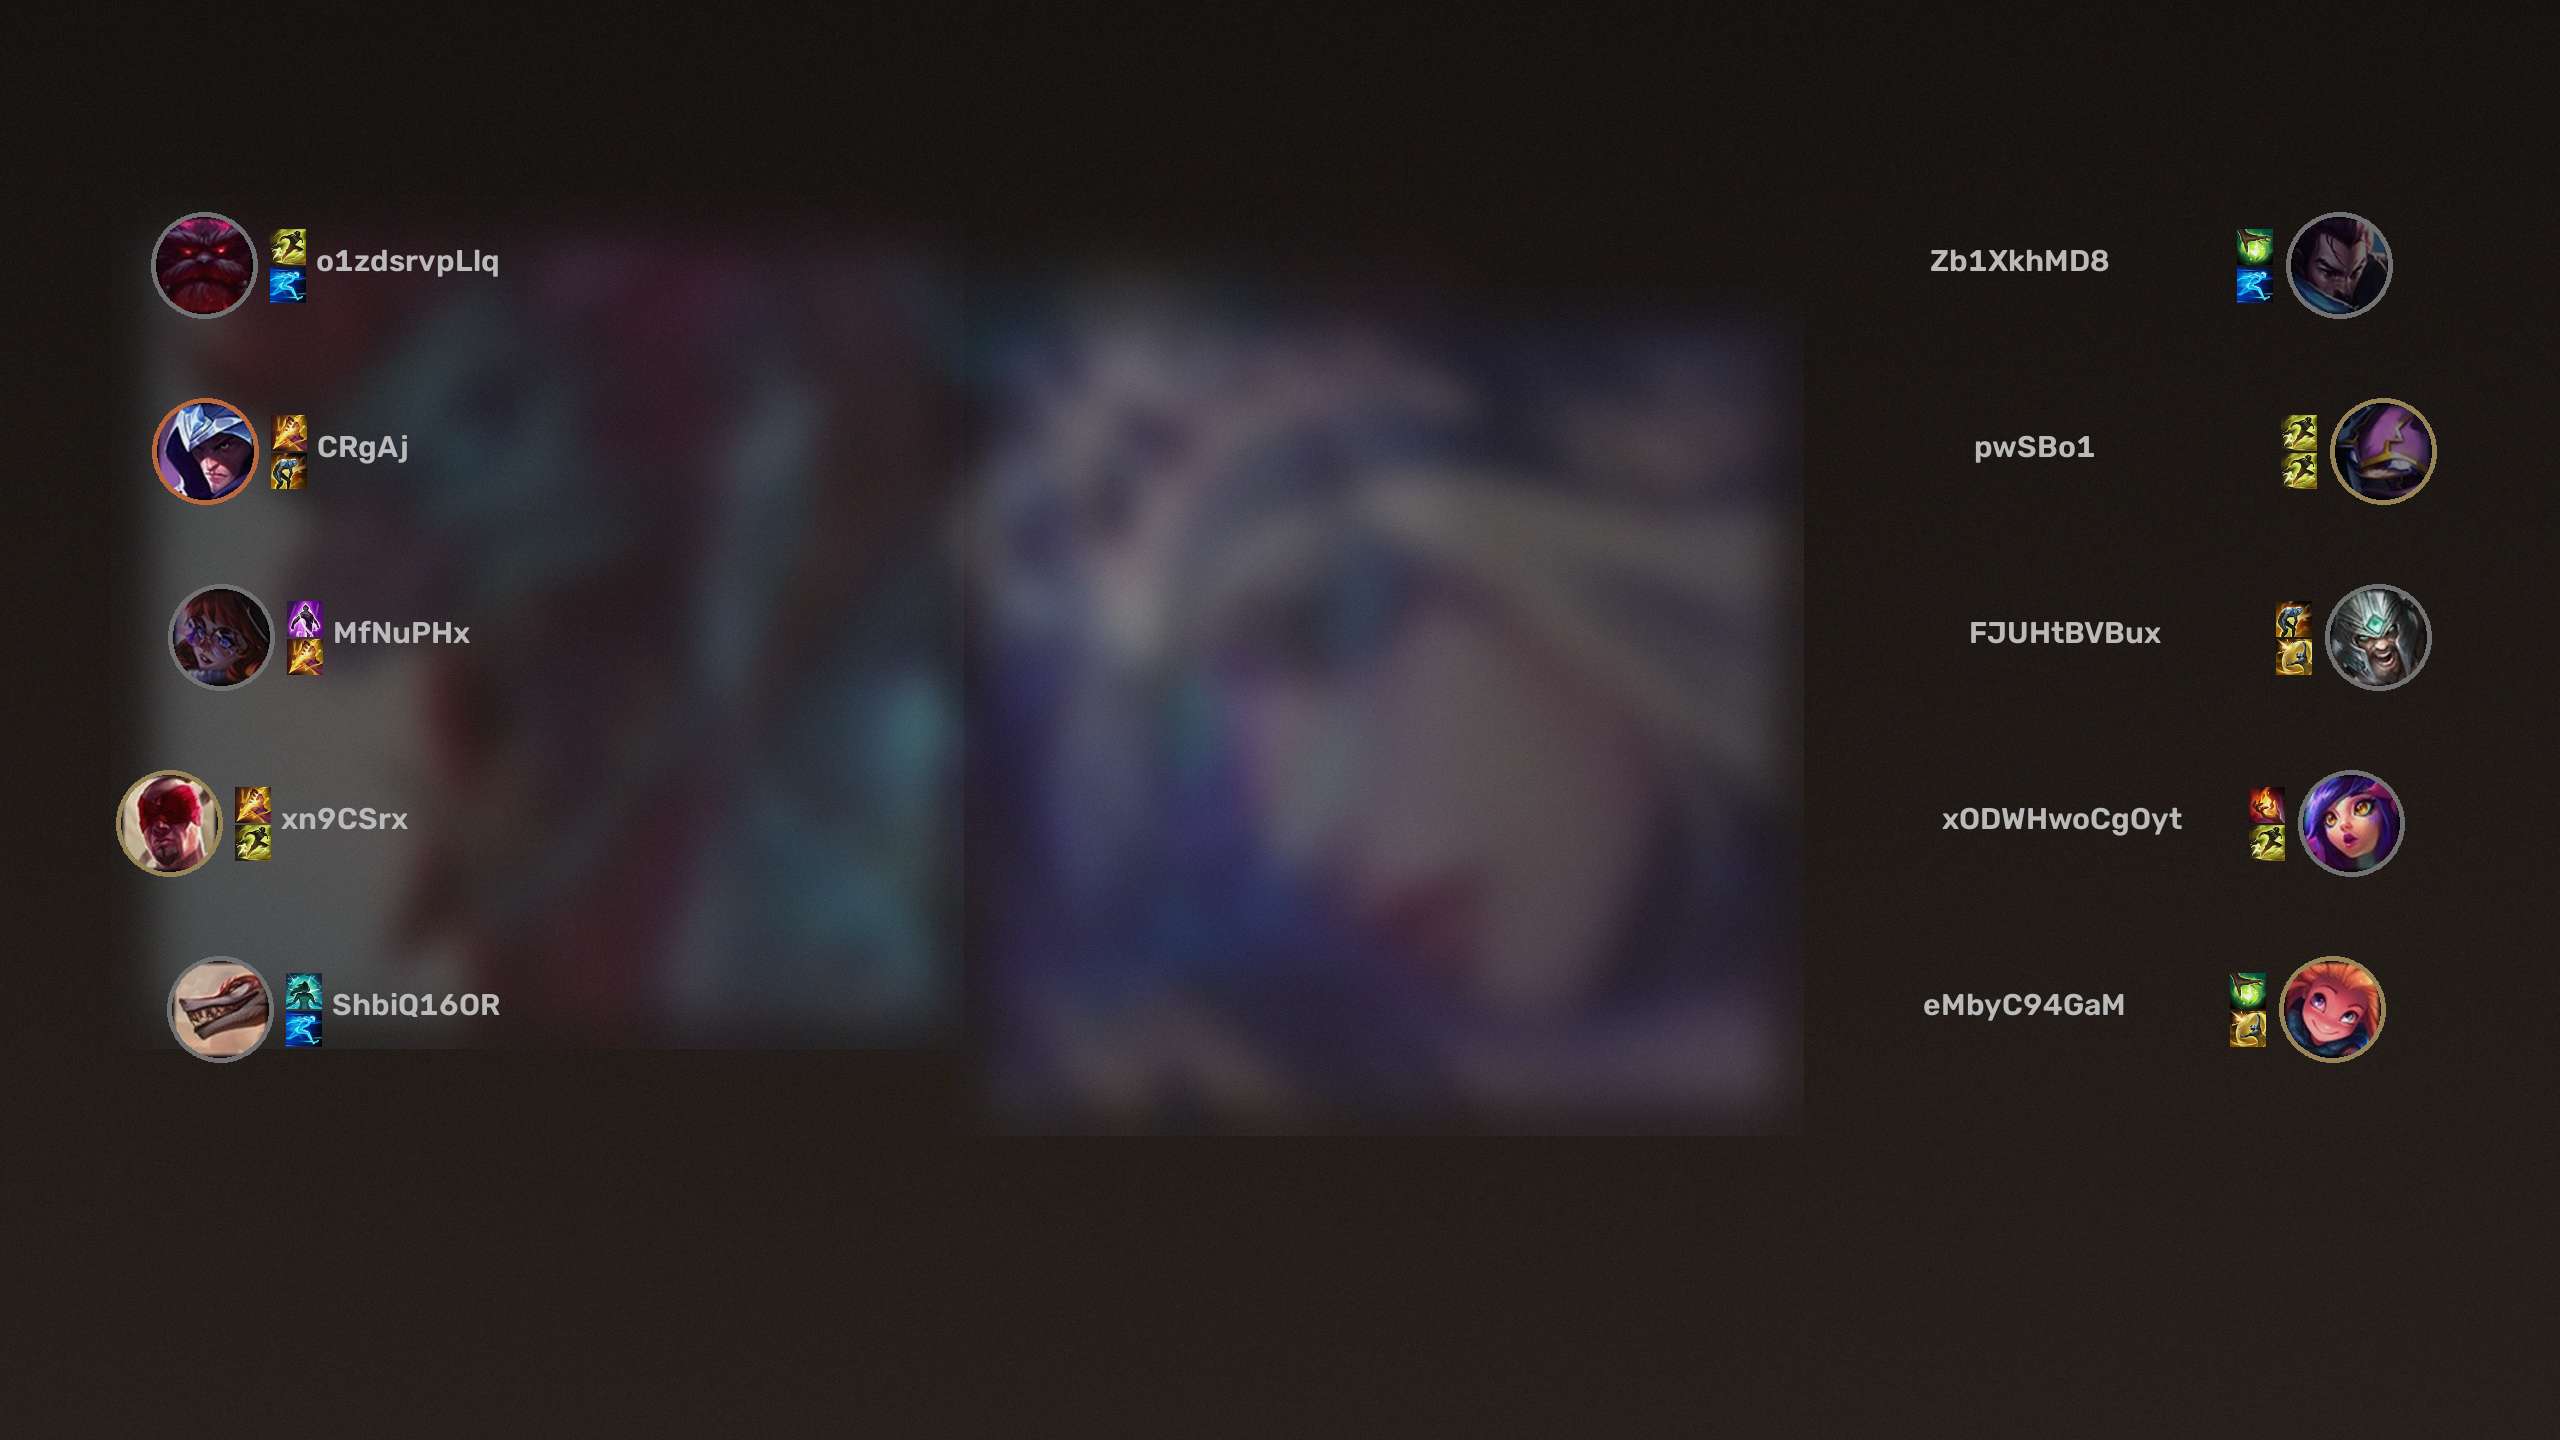 o1zdsrvpLlq
Zb1XkhMD8
CRgAj
pwSBo1
MfNuPHx
FJUHtBVBux
xn9CSrx
xODWHwoCgOyt
ShbiQ16OR
eMbyC94GaM